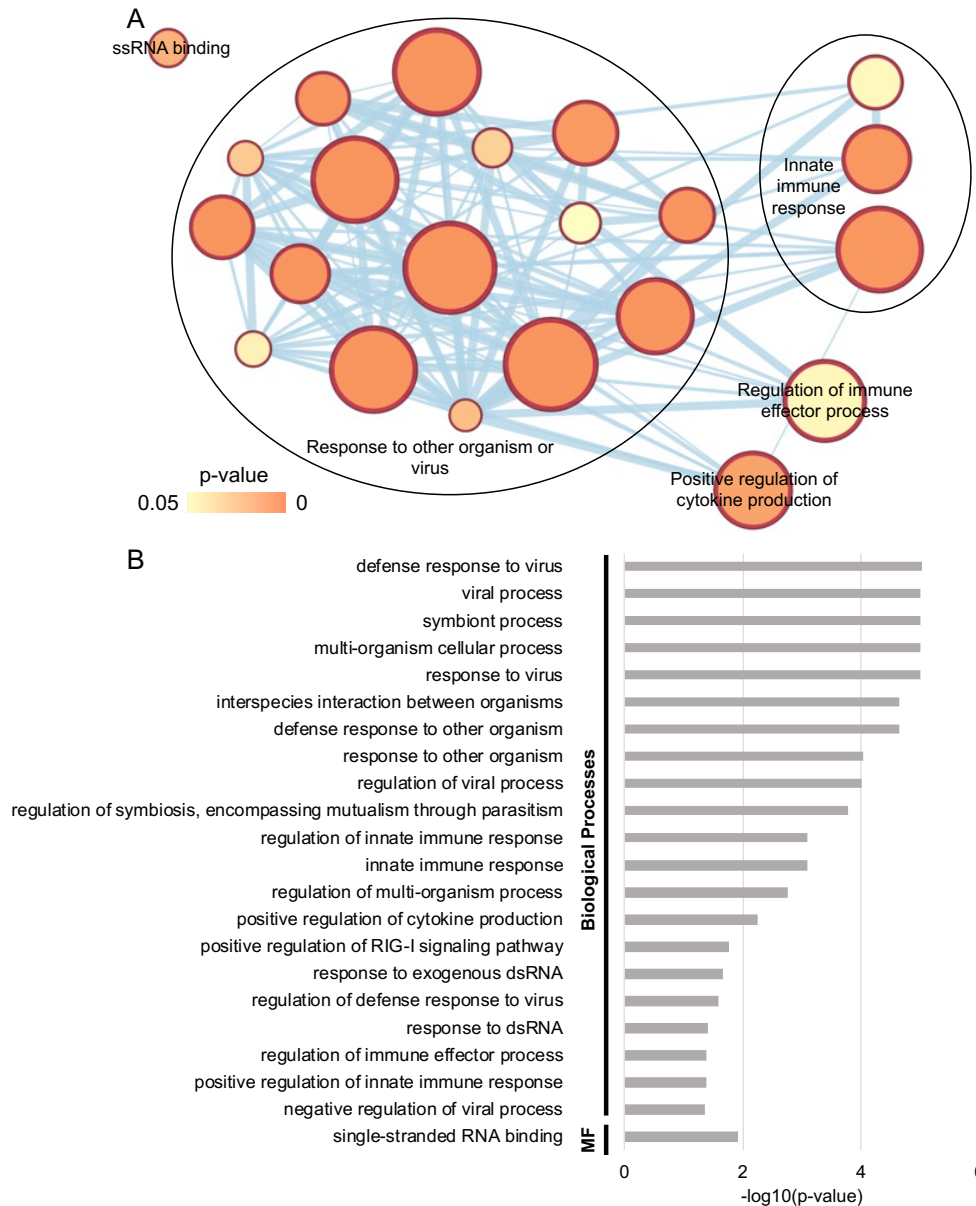 A
ssRNA binding
Innate
immune
response
Regulation of immune
effector process
Response to other organism or
virus
Positive regulation of
cytokine production
p-value
0.05
0
B
defense response to virus
viral process
symbiont process
multi-organism cellular process
response to virus
interspecies interaction between organisms
defense response to other organism
response to other organism
regulation of viral process
regulation of symbiosis, encompassing mutualism through parasitism
regulation of innate immune response
innate immune response
regulation of multi-organism process
positive regulation of cytokine production
positive regulation of RIG-I signaling pathway
response to exogenous dsRNA
regulation of defense response to virus
response to dsRNA
regulation of immune effector process
positive regulation of innate immune response
negative regulation of viral process
single-stranded RNA binding
Biological Processes
MF
0 2 4
-log10(p-value)